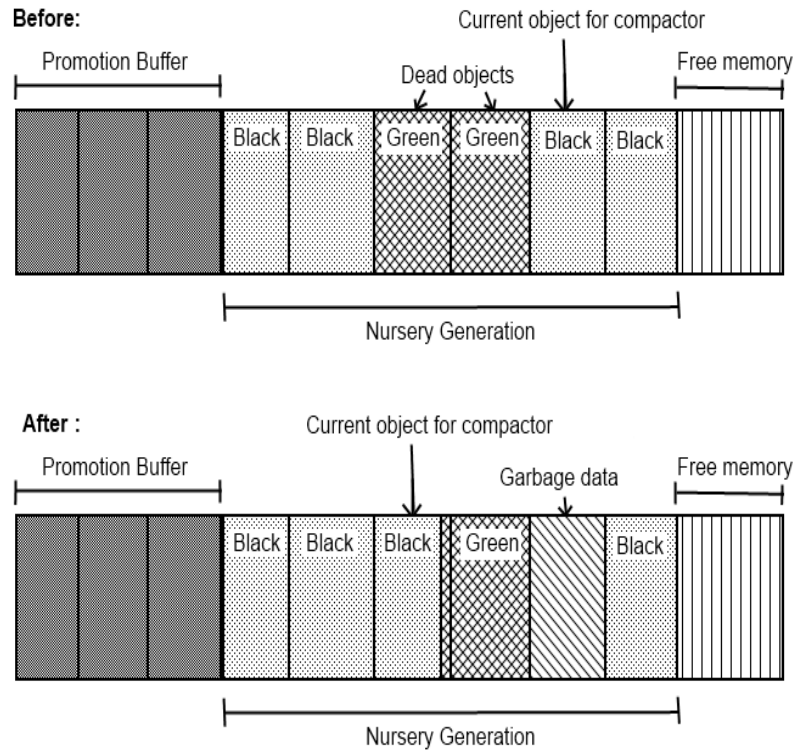 Before:
Current object for compactor
Promotion Buffer
Dead objects
Free memory
Black Black Green Green Black Black
Nursery Generation
After :
Current object for compactor
Promotion Buffer
Garbage data
Free memory
Black Black Black Green Black
Nursery Generation